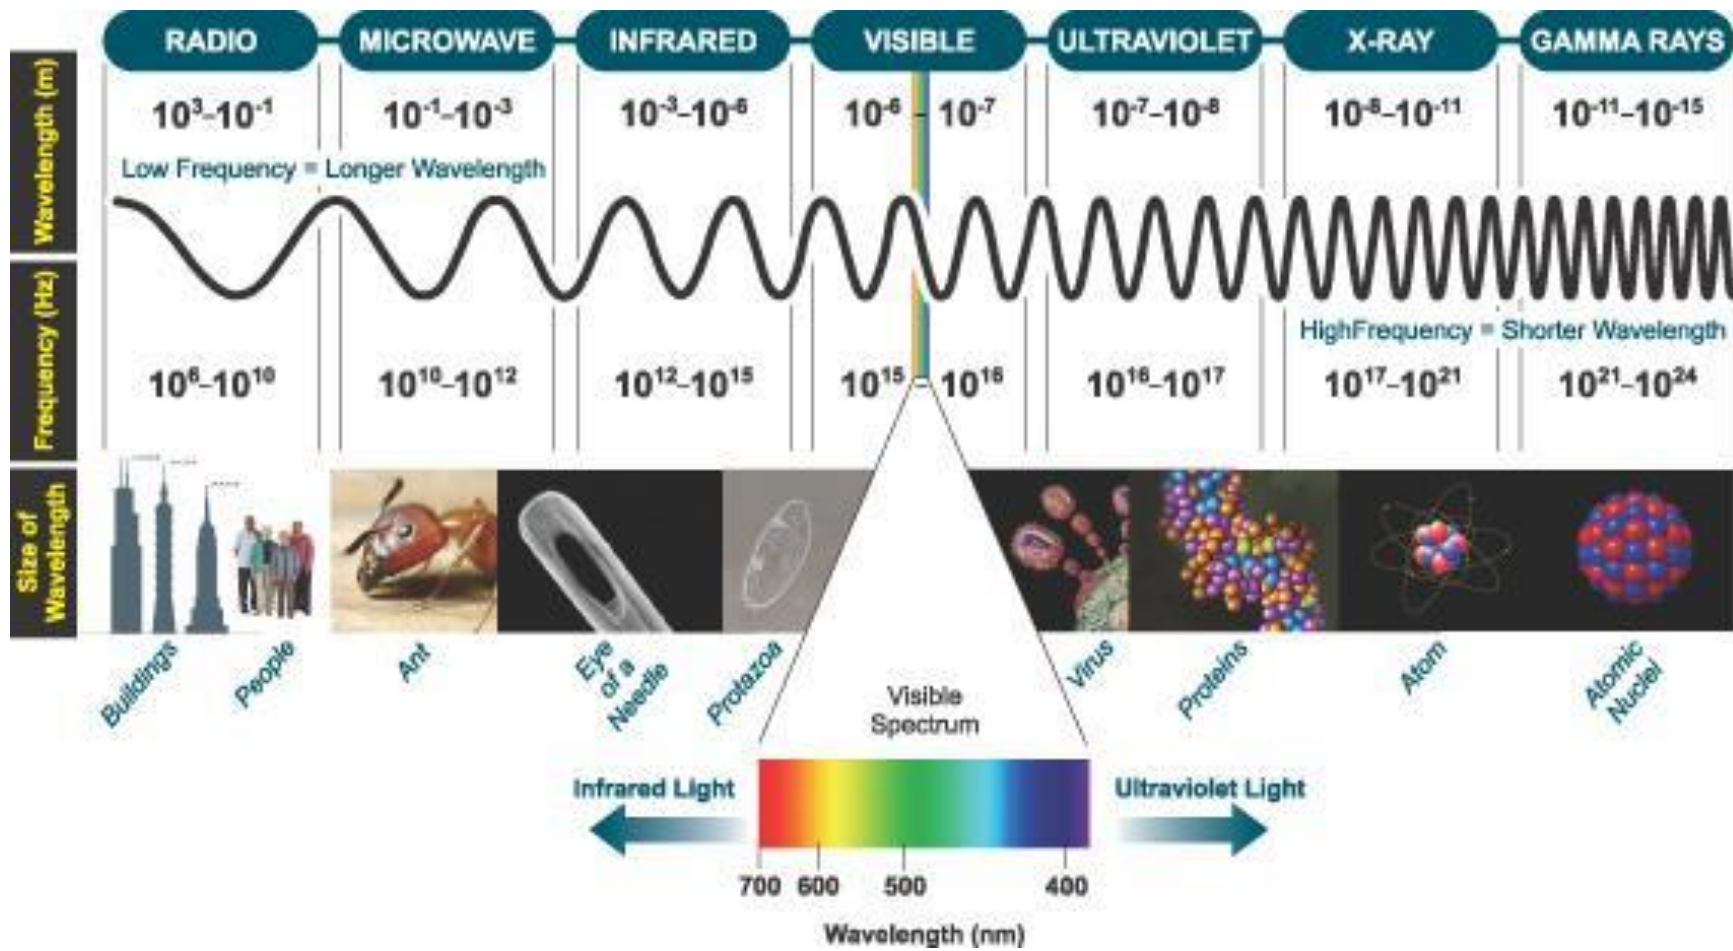 RADIO
MICROWAVE
INFRARED
VISIBLE
ULTRAVIOLET
X-RAY
GAMMA RAYS
Wavelength (m)
10³–10⁻¹
10⁻¹–10⁻³
10⁻³–10⁻⁶
10⁻⁶ – 10⁻⁷
10⁻⁷–10⁻⁸
10⁻⁸–10⁻¹¹
10⁻¹¹–10⁻¹⁵
Low Frequency = Longer Wavelength
Frequency (Hz)
HighFrequency = Shorter Wavelength
10⁶–10¹⁰
10¹⁰–10¹²
10¹²–10¹⁵
10¹⁵ – 10¹⁶
10¹⁶–10¹⁷
10¹⁷–10²¹
10²¹–10²⁴
Size of
Wavelength
Buildings
People
Ant
Eye
of a
Needle
Protazoa
Virus
Proteins
Atom
Atomic
Nuclei
Visible
Spectrum
Infrared Light
Ultraviolet Light
700 600 500 400
Wavelength (nm)